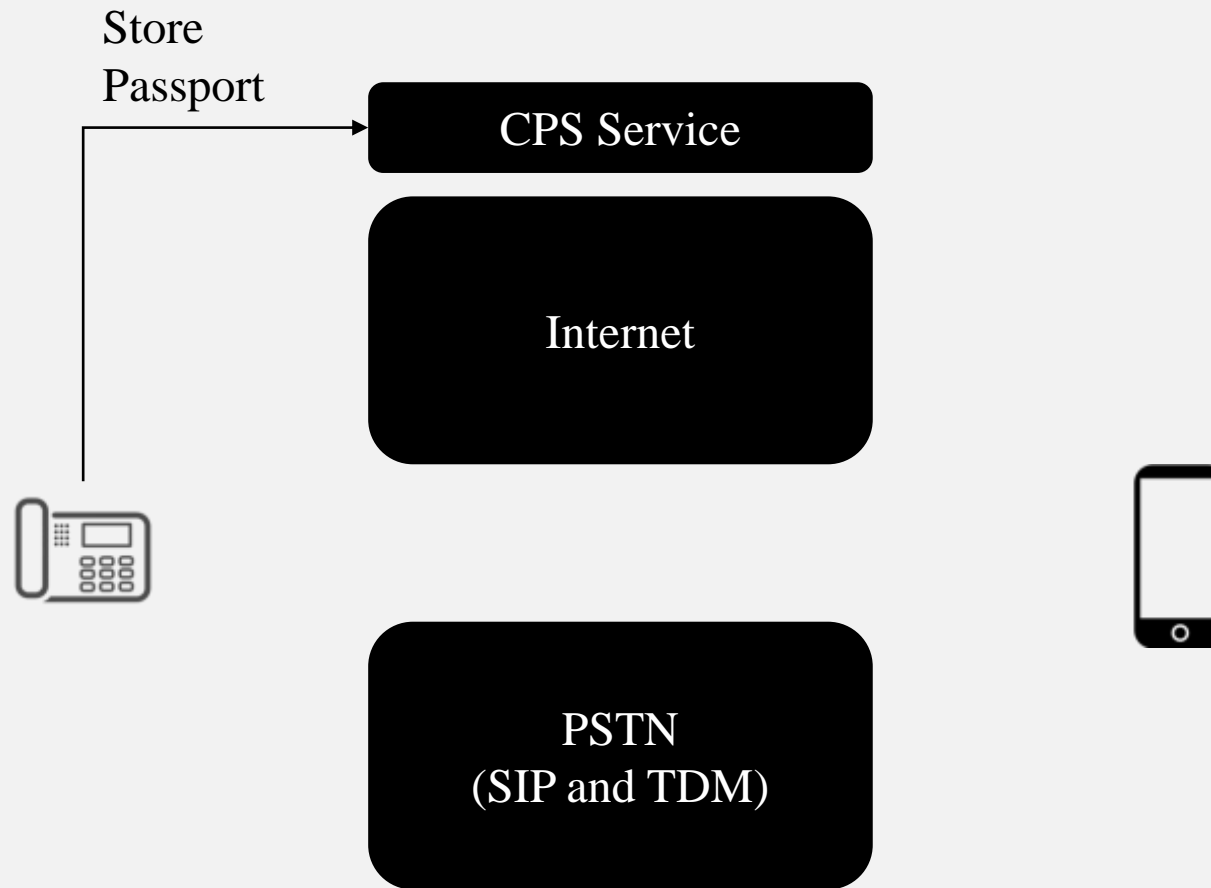 Store
Passport
CPS Service
Internet
PSTN
(SIP and TDM)